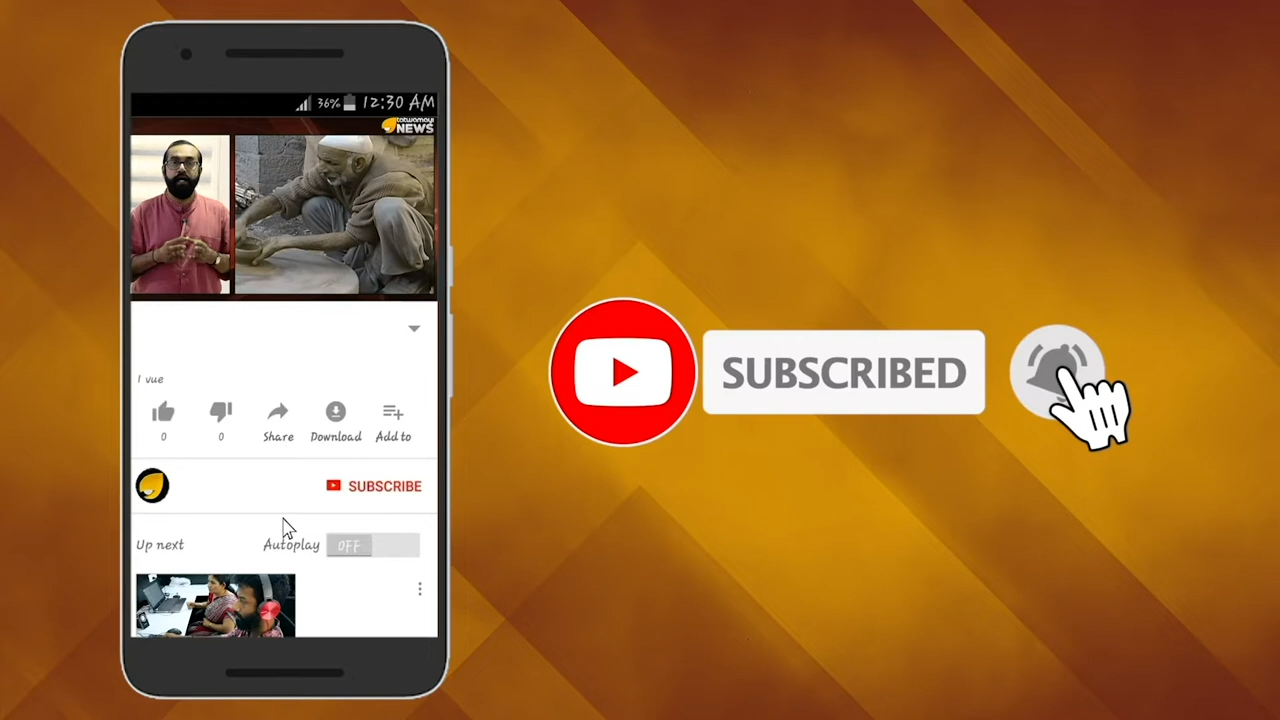 36% 12:30 AM
tatwamayi
NEWS
1 vue
0 0 Share Download Add to
SUBSCRIBE
Up next Autoplay OFF
SUBSCRIBED